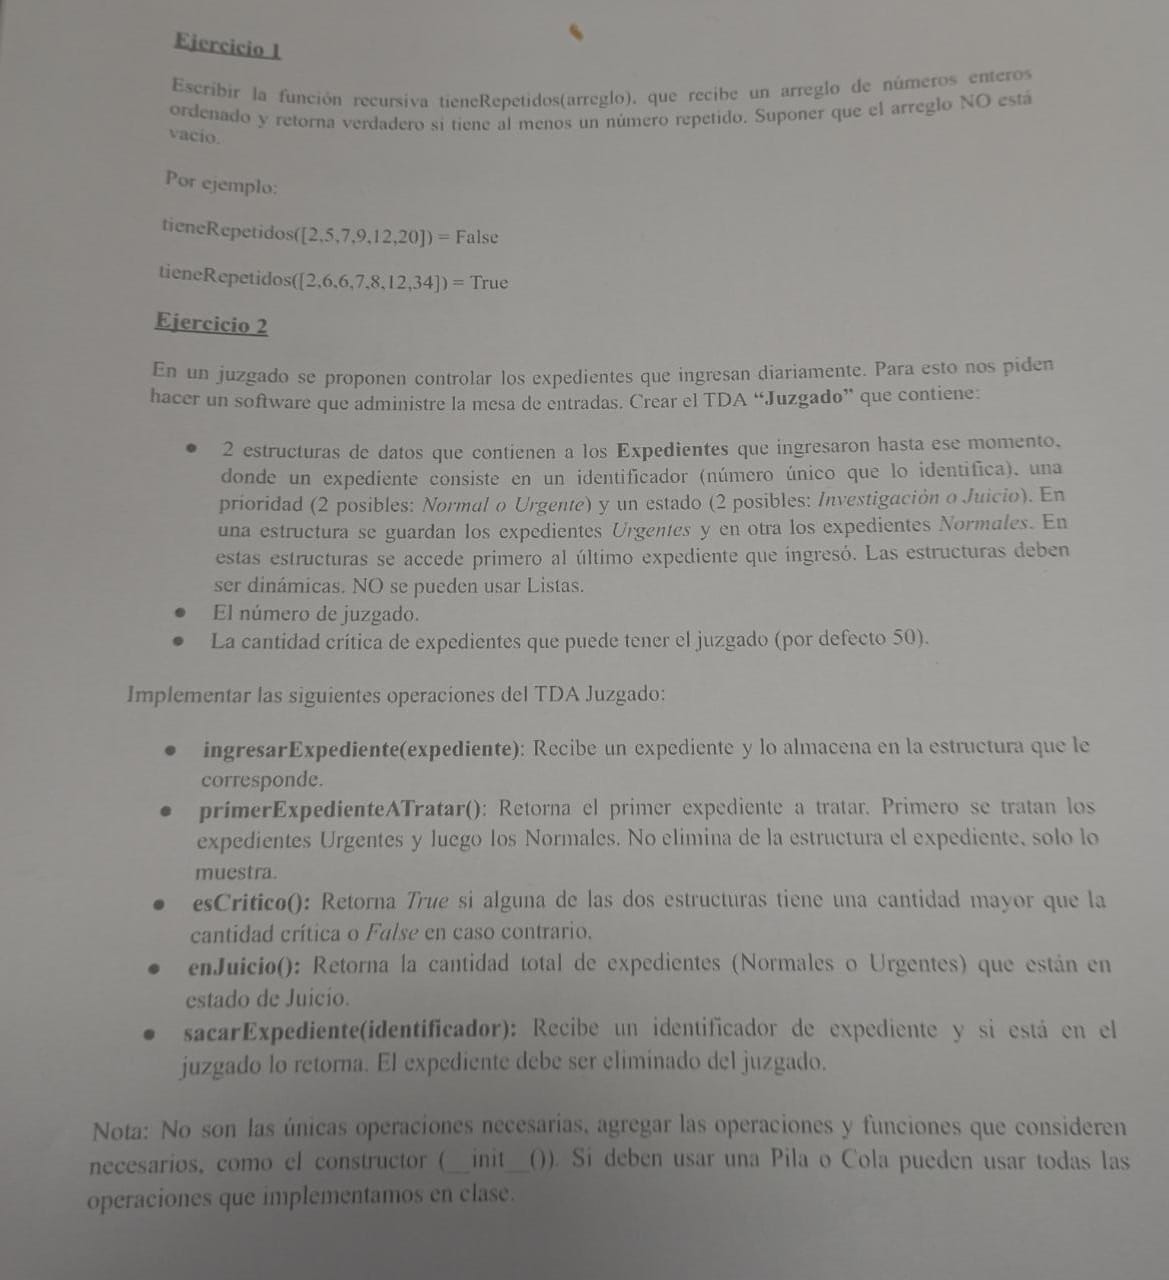 Ejercicio 1
Escribir la función recursiva tieneRepetidos(arreglo), que recibe un arreglo de números enteros
ordenado y retorna verdadero si tiene al menos un número repetido. Suponer que el arreglo NO está
vacío.
Por ejemplo:
tieneRepetidos([2,5,7,9,12,20]) = False
tieneRepetidos([2,6,6,7,8,12,34]) = True
Ejercicio 2
En un juzgado se proponen controlar los expedientes que ingresan diariamente. Para esto nos piden
hacer un software que administre la mesa de entradas. Crear el TDA “Juzgado” que contiene:
• 2 estructuras de datos que contienen a los Expedientes que ingresaron hasta ese momento,
donde un expediente consiste en un identificador (número único que lo identifica), una
prioridad (2 posibles: Normal o Urgente) y un estado (2 posibles: Investigación o Juicio). En
una estructura se guardan los expedientes Urgentes y en otra los expedientes Normales. En
estas estructuras se accede primero al último expediente que ingresó. Las estructuras deben
ser dinámicas. NO se pueden usar Listas.
• El número de juzgado.
• La cantidad crítica de expedientes que puede tener el juzgado (por defecto 50).
Implementar las siguientes operaciones del TDA Juzgado:
• ingresarExpediente(expediente): Recibe un expediente y lo almacena en la estructura que le
corresponde.
• primerExpedienteATratar(): Retorna el primer expediente a tratar. Primero se tratan los
expedientes Urgentes y luego los Normales. No elimina de la estructura el expediente, solo lo
muestra.
• esCritico(): Retorna True si alguna de las dos estructuras tiene una cantidad mayor que la
cantidad crítica o False en caso contrario.
• enJuicio(): Retorna la cantidad total de expedientes (Normales o Urgentes) que están en
estado de Juicio.
• sacarExpediente(identificador): Recibe un identificador de expediente y si está en el
juzgado lo retorna. El expediente debe ser eliminado del juzgado.
Nota: No son las únicas operaciones necesarias, agregar las operaciones y funciones que consideren
necesarios, como el constructor (__init__()). Si deben usar una Pila o Cola pueden usar todas las
operaciones que implementamos en clase.